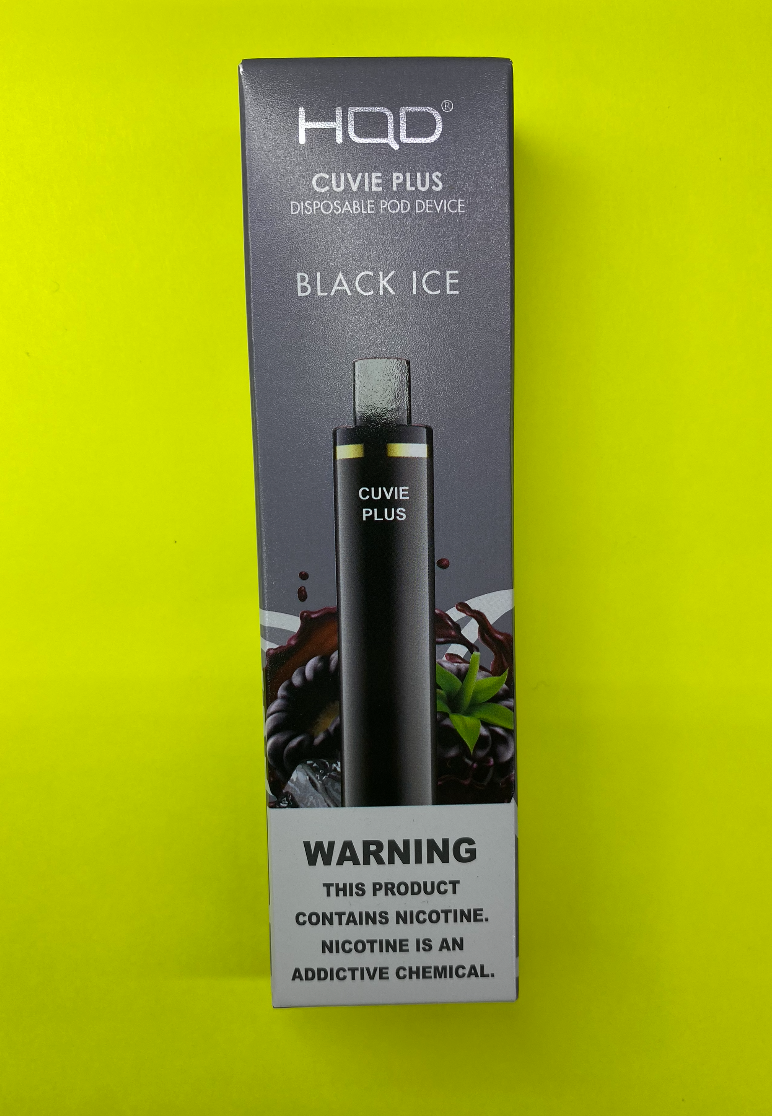 HQD®
CUVIE PLUS
DISPOSABLE POD DEVICE
BLACK ICE
CUVIE
PLUS
WARNING
THIS PRODUCT
CONTAINS NICOTINE.
NICOTINE IS AN
ADDICTIVE CHEMICAL.